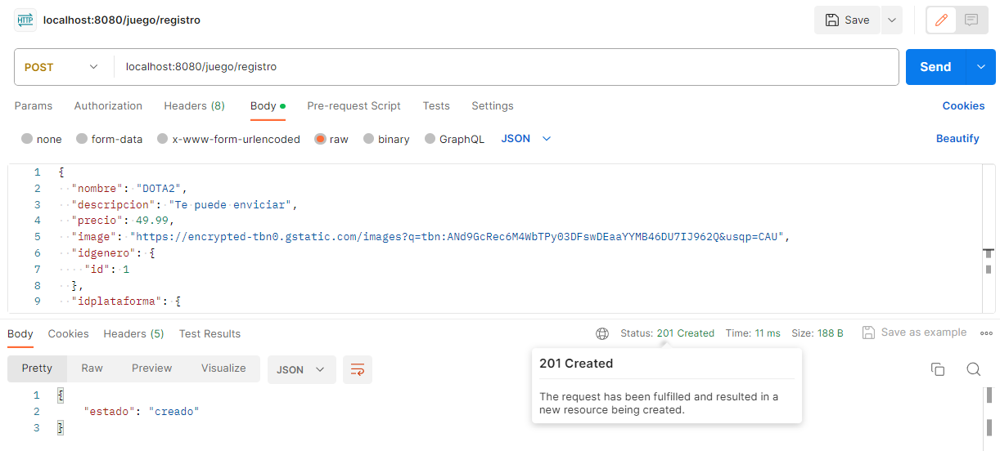 HTTP localhost:8080/juego/registro Save
POST localhost:8080/juego/registro Send
Params Authorization Headers (8) Body Pre-request Script Tests Settings Cookies
none form-data x-www-form-urlencoded raw binary GraphQL JSON Beautify
1 {
2 "nombre": "DOTA2",
3 "descripcion": "Te puede enviciar",
4 "precio": 49.99,
5 "image": "https://encrypted-tbn0.gstatic.com/images?q=tbn:ANd9GcRec6M4WbTPy03DFswDEaaYYMB46DU7IJ962Q&usqp=CAU",
6 "idgenero": {
7 "id": 1
8 },
9 "idplataforma": {
Body Cookies Headers (5) Test Results Status: 201 Created Time: 11 ms Size: 188 B Save as example
Pretty Raw Preview Visualize JSON
201 Created
The request has been fulfilled and resulted in a
new resource being created.
1 {
2 "estado": "creado"
3 }